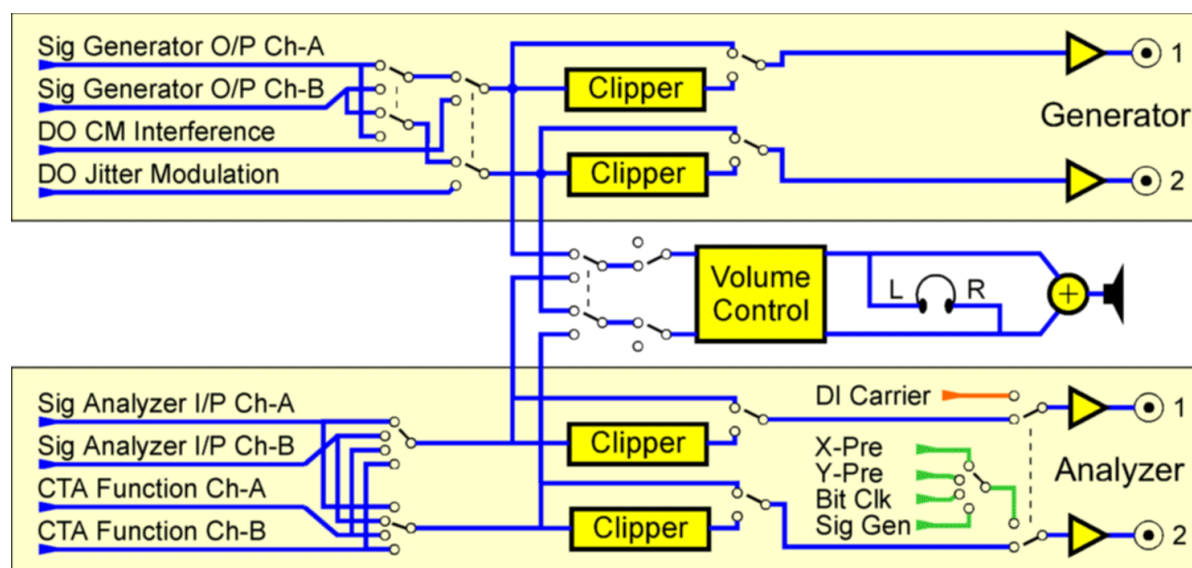 Sig Generator O/P Ch-A
Sig Generator O/P Ch-B
DO CM Interference
DO Jitter Modulation
Clipper
Clipper
1
Generator
2
Volume
Control
L
R
+
Sig Analyzer I/P Ch-A
Sig Analyzer I/P Ch-B
CTA Function Ch-A
CTA Function Ch-B
Clipper
Clipper
DI Carrier
X-Pre
Y-Pre
Bit Clk
Sig Gen
1
Analyzer
2